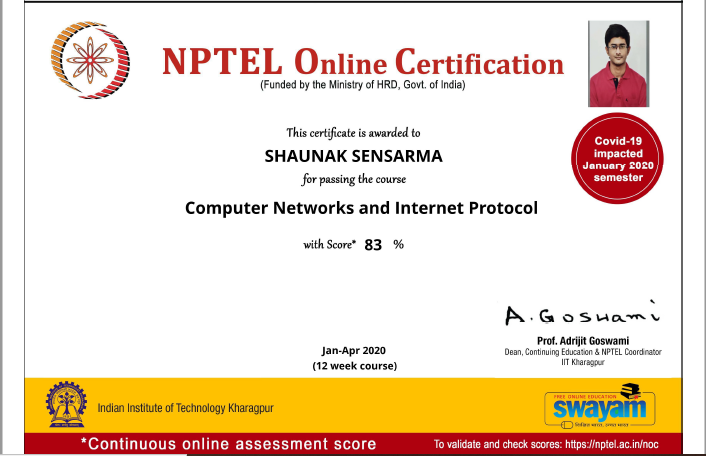 NPTEL Online Certification
(Funded by the Ministry of HRD, Govt. of India)
This certificate is awarded to
SHAUNAK SENSARMA
for passing the course
Computer Networks and Internet Protocol
with Score* 83 %
Covid-19
impacted
January 2020
semester
A. Goswami
Prof. Adrijit Goswami
Dean, Continuing Education & NPTEL Coordinator
IIT Kharagpur
Jan-Apr 2020
(12 week course)
Indian Institute of Technology Kharagpur
FREE ONLINE EDUCATION
swayam
शिक्षित भारत, उन्नत भारत
*Continuous online assessment score
To validate and check scores: https://nptel.ac.in/noc